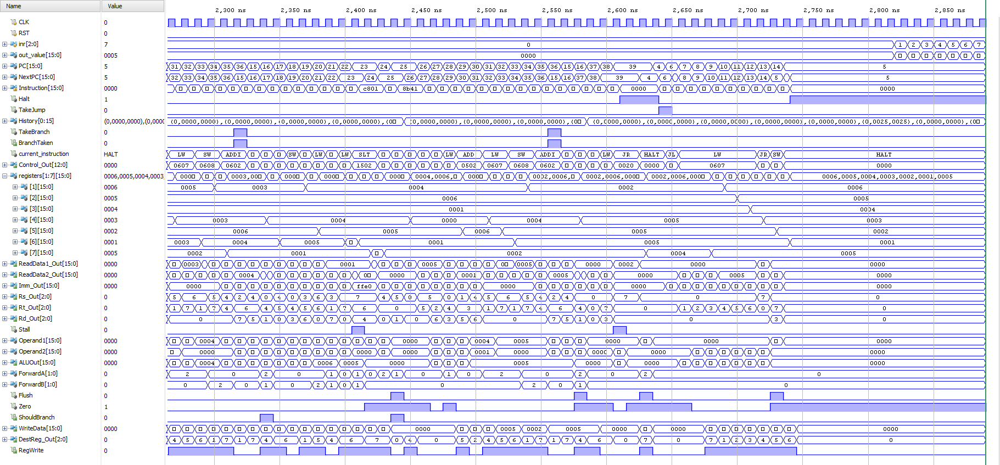 Name Value 2,300 ns 2,350 ns 2,400 ns 2,450 ns 2,500 ns 2,550 ns 2,600 ns 2,650 ns 2,700 ns 2,750 ns 2,800 ns 2,850 ns
CLK 0
RST 0
inr[2:0] 7 0 1 2 3 4 5 6 7
out_value[15:0] 0005 0000
PC[15:0] 5 31 32 33 34 35 36 15 16 17 18 19 20 21 22 23 24 25 26 27 28 29 30 31 32 33 34 35 36 15 16 37 38 39 4 6 7 8 9 10 11 12 13 14 5
NextPC[15:0] 5 32 33 34 35 36 15 16 17 18 19 20 21 22 23 24 25 26 27 28 29 30 31 32 33 34 35 36 15 16 37 38 39 4 6 7 8 9 10 11 12 13 14 5 5
Instruction[15:0] 0000 c801 8b41 0000 0000
Halt 1
TakeJump 0
History[0:15] (0,0000,0000),(0,0000 (0,0000,0000),(0,0000,0000),(0,0000,0000),(0 (0,0000,0000),(0,0000,0000),(0,0000,0000),(0 (0,0000,0000),(0,0000,0000),(0,0000,0000),(0,0000,0000),(0,0025,0025),(0,0000,0000),(0
TakeBranch 0
BranchTaken 0
current_instruction HALT LW SW ADDI SW LW LW SLT LW ADD LW SW ADDI LW JR HALT JL LW JR SW HALT
Control_Out[12:0] 0000 0607 0608 0602 1502 0502 0607 0608 0602 0020 0000 0607 0000
registers[1:7][15:0] 0006,0005,0004,0003, 000 0003,00 000 000 000 0004,0006, 000 0002,0006, 0002,0006,000 0002,0006,000 0006,0005,0004,0003,0002,0001,0005
[1][15:0] 0006 0005 0003 0004 0002 0006
[2][15:0] 0005 0006 0005
[3][15:0] 0004 0001 0004
[4][15:0] 0003 0003 0004 0000 0004 0005 0003
[5][15:0] 0002 0006 0005 0006 0005 0002
[6][15:0] 0001 0003 0004 0005 0001 0005 0001
[7][15:0] 0005 0002 0001 0002 0004 0005
ReadData1_Out[15:0] 0000 0003 0001 0005 0 0005 0000 0002 0000 0000
ReadData2_Out[15:0] 0000 0004 0 0000 0001 0005 0000 0005 0000
Imm_Out[15:0] 0000 0000 ffe0 0000 0000 0000
Rs_Out[2:0] 0 5 6 5 4 2 4 0 4 0 3 6 3 7 4 5 0 5 0 1 4 5 6 5 4 2 4 0 7 0 7 0
Rt_Out[2:0] 0 1 7 1 7 4 6 4 5 4 5 6 1 7 6 0 5 2 4 3 1 7 1 7 4 6 4 0 7 0 1 2 3 4 5 6 0 7 0
Rd_Out[2:0] 0 0 7 5 1 0 3 6 0 7 0 4 0 1 0 6 3 5 6 0 7 5 1 0 3 0 3 0
Stall 0
Operand1[15:0] 0000 0004 0004 0005 0000 0000 0000
Operand2[15:0] 0000 0000 0000 0000 0001 0000 0000 0000 0000
ALUOut[15:0] 0000 0004 0006 0005 0000 0005 0000 0000 0000
ForwardA[1:0] 0 2 0 2 0 1 0 1 0 2 1 0 1 0 2 0 2 0 2 0
ForwardB[1:0] 0 0 2 0 1 0 2 1 0 1 0 2 0 1 0
Flush 0
Zero 1
ShouldBranch 0
WriteData[15:0] 0000 0000 0005 0002 0005 0000 0000 0000
DestReg_Out[2:0] 0 4 5 6 1 7 1 7 4 6 1 5 4 6 7 0 4 0 5 2 4 5 6 1 7 1 7 4 6 0 7 0 7 1 2 3 4 5 6 0
RegWrite 0